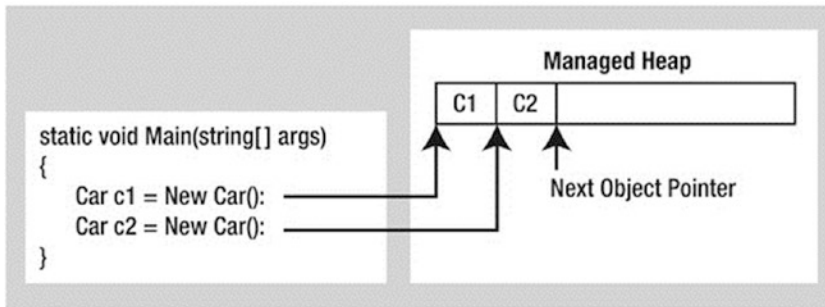 static void Main(string[] args)
{
Car c1 = New Car():
Car c2 = New Car():
}
Managed Heap
C1 C2
Next Object Pointer